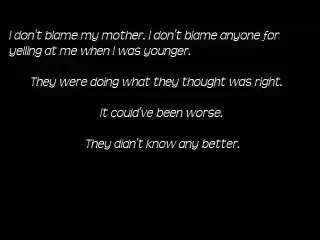 I don't blame my mother. I don't blame anyone for
yelling at me when I was younger.
They were doing what they thought was right.
It could've been worse.
They didn't know any better.